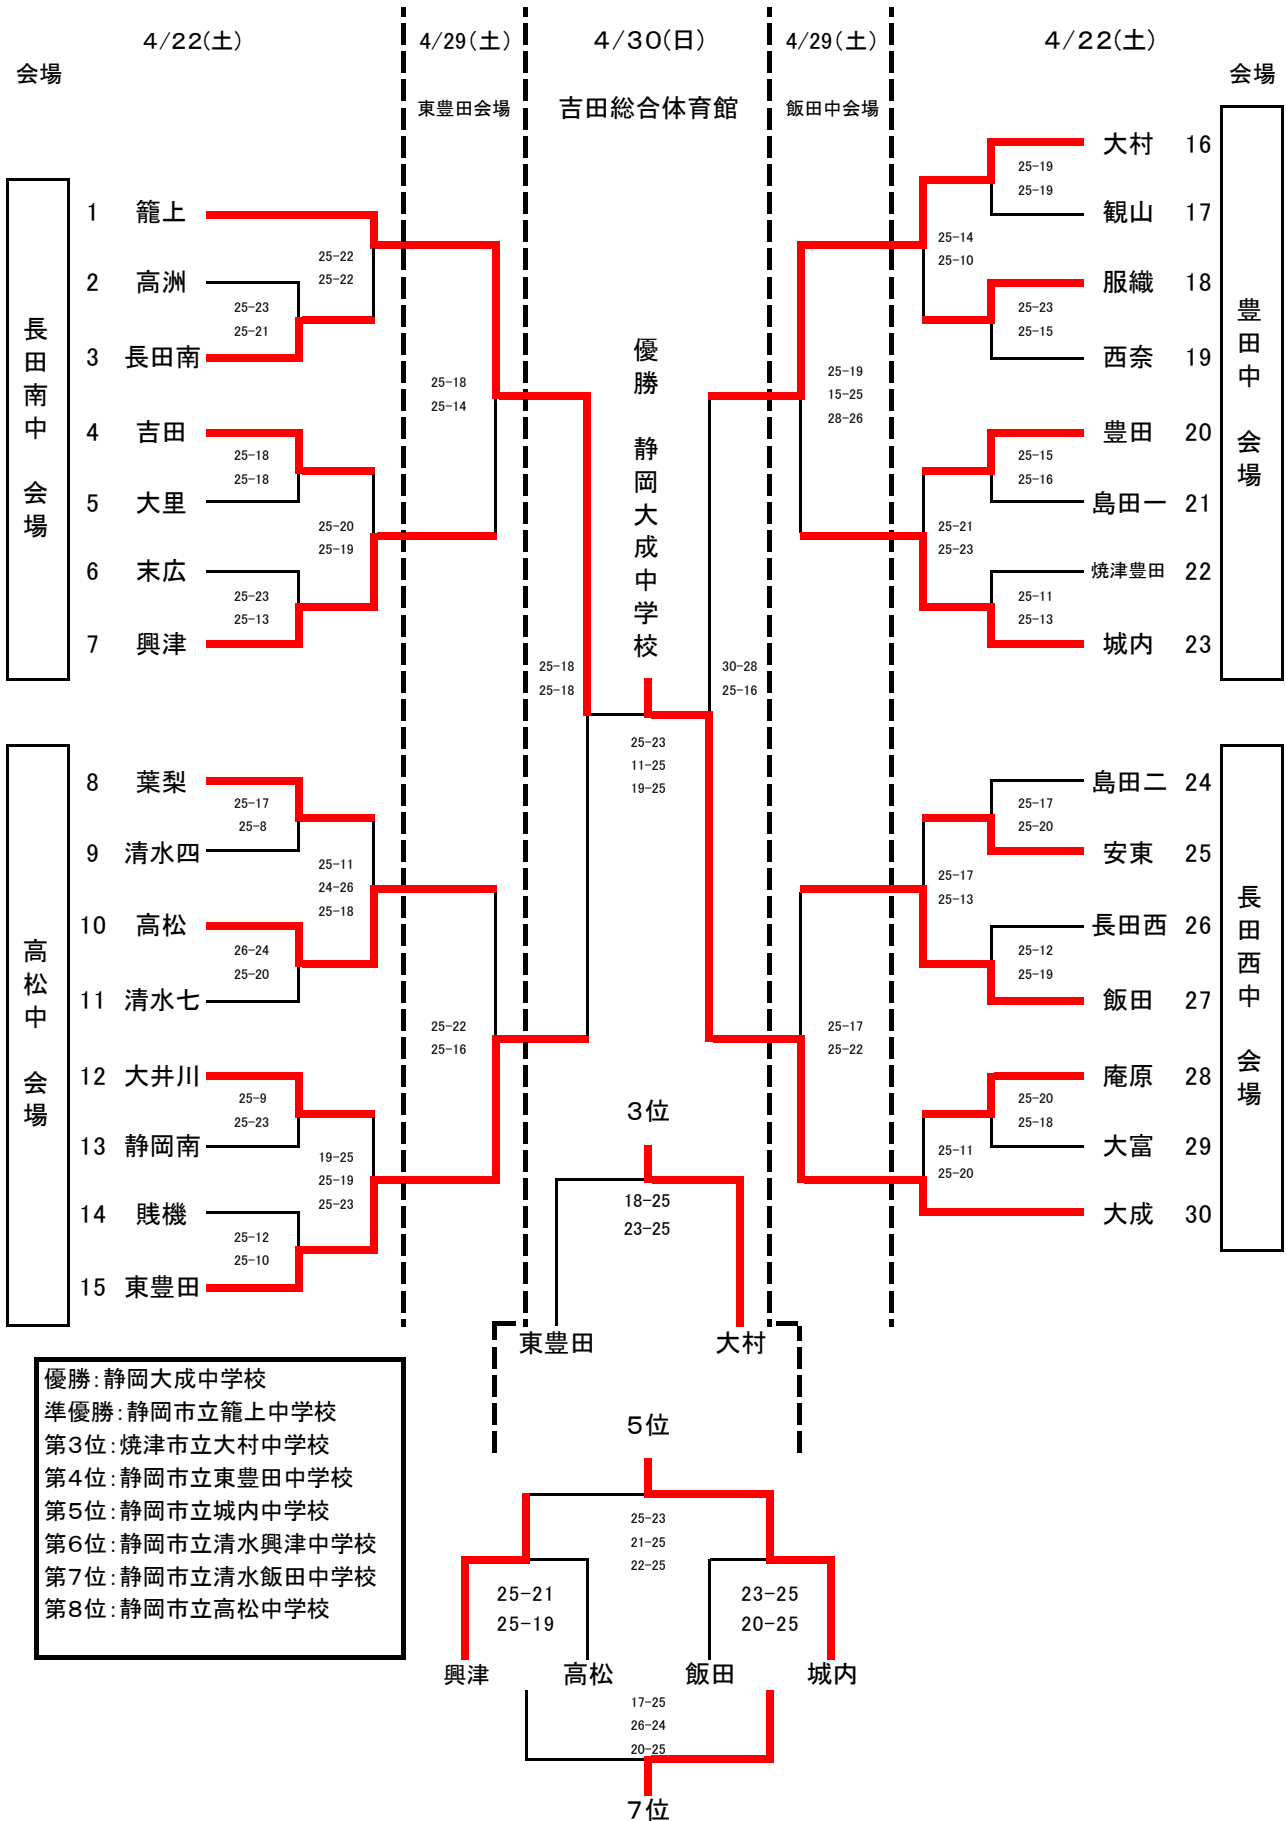 4/22(土)
4/29(土)
4/30(日)
4/29(土)
4/22(土)
会場
会場
東豊田会場
吉田総合体育館
飯田中会場
長田南中 会場
1 籠上
2 高洲
3 長田南
4 吉田
5 大里
6 末広
7 興津
25-22
25-22
25-23
25-21
25-18
25-18
25-20
25-19
25-23
25-13
25-18
25-14
高松中 会場
8 葉梨
9 清水四
10 高松
11 清水七
12 大井川
13 静岡南
14 賎機
15 東豊田
25-17
25-8
25-11
24-26
25-18
26-24
25-20
25-9
25-23
19-25
25-19
25-23
25-12
25-10
25-22
25-16
優勝 静岡大成中学校
25-18
25-18
30-28
25-16
25-23
11-25
19-25
豊田中 会場
大村 16
観山 17
服織 18
西奈 19
豊田 20
島田一 21
焼津豊田 22
城内 23
25-19
25-19
25-14
25-10
25-23
25-15
25-19
15-25
28-26
25-15
25-16
25-21
25-23
25-11
25-13
長田西中 会場
島田二 24
安東 25
長田西 26
飯田 27
庵原 28
大富 29
大成 30
25-17
25-20
25-17
25-13
25-12
25-19
25-17
25-22
25-20
25-18
25-11
25-20
3位
18-25
23-25
東豊田
大村
優勝:静岡大成中学校
準優勝:静岡市立籠上中学校
第3位:焼津市立大村中学校
第4位:静岡市立東豊田中学校
第5位:静岡市立城内中学校
第6位:静岡市立清水興津中学校
第7位:静岡市立清水飯田中学校
第8位:静岡市立高松中学校
5位
25-23
21-25
22-25
25-21
25-19
23-25
20-25
興津
高松
飯田
城内
17-25
26-24
20-25
7位